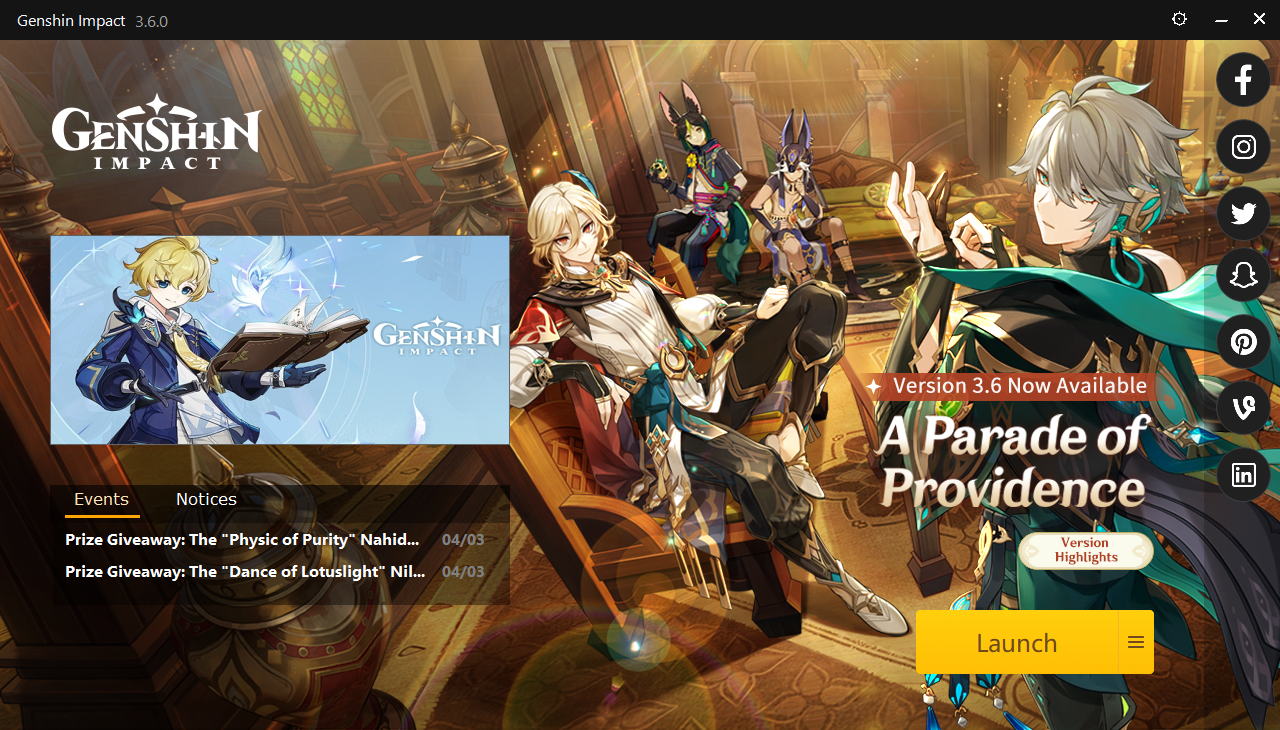 Genshin Impact 3.6.0
GENSHIN
IMPACT
GENSHIN
IMPACT
Version 3.6 Now Available
A Parade of
Providence
Version
Highlights
Events Notices
Prize Giveaway: The "Physic of Purity" Nahid... 04/03
Prize Giveaway: The "Dance of Lotuslight" Nil... 04/03
Launch